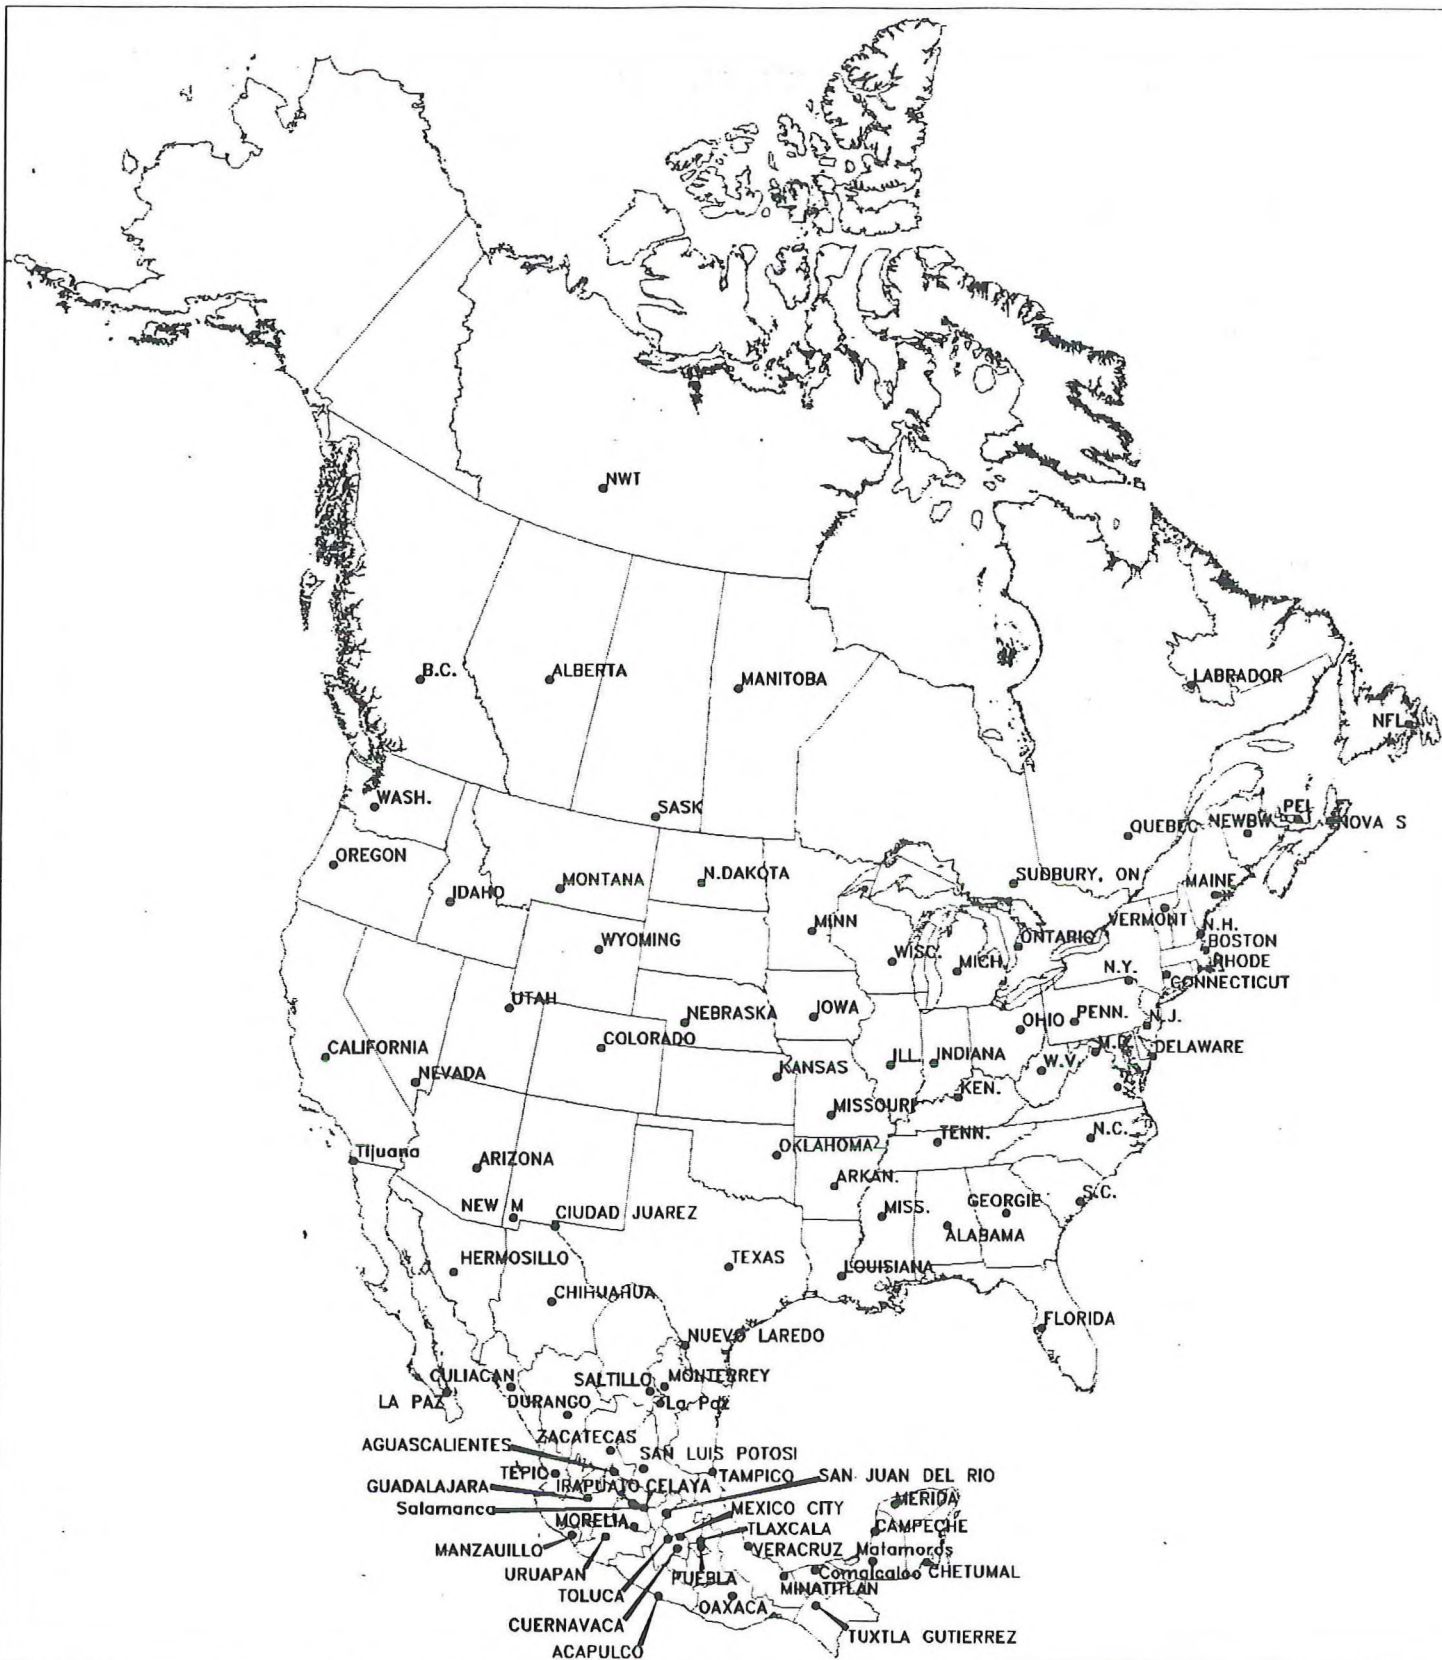 NWT
B.C.
ALBERTA
MANITOBA
LABRADOR
NFL
WASH.
SASK
PEI
QUEBEC
NEWBW
NOVA S
OREGON
IDAHO
MONTANA
N.DAKOTA
SUDBURY, ON
MAINE
MINN
VERMONT
N.H.
WYOMING
WISC.
MICH.
ONTARIO
BOSTON
RHODE
N.Y.
CONNECTICUT
UTAH
NEBRASKA
IOWA
OHIO
PENN.
N.J.
CALIFORNIA
COLORADO
ILL
INDIANA
W.V.
M.D.
DELAWARE
NEVADA
KANSAS
KEN.
MISSOURI
Tijuana
ARIZONA
OKLAHOMA
TENN.
N.C.
ARKAN.
NEW M
CIUDAD JUAREZ
MISS.
GEORGIE
S.C.
ALABAMA
HERMOSILLO
TEXAS
LOUISIANA
CHIHUAHUA
NUEVO LAREDO
FLORIDA
CULIACAN
SALTILLO
MONTERREY
LA PAZ
DURANGO
La Paz
ZACATECAS
AGUASCALIENTES
SAN LUIS POTOSI
TEPIO
TAMPICO
SAN JUAN DEL RIO
GUADALAJARA
IRAPUATO
CELAYA
Salamanca
MEXICO CITY
MERIDA
MORELIA
TLAXCALA
CAMPECHE
MANZAUILLO
VERACRUZ
Matamoros
URUAPAN
PUEBLA
Comalcaloo
CHETUMAL
TOLUCA
MINATITLAN
OAXACA
CUERNAVACA
TUXTLA GUTIERREZ
ACAPULCO